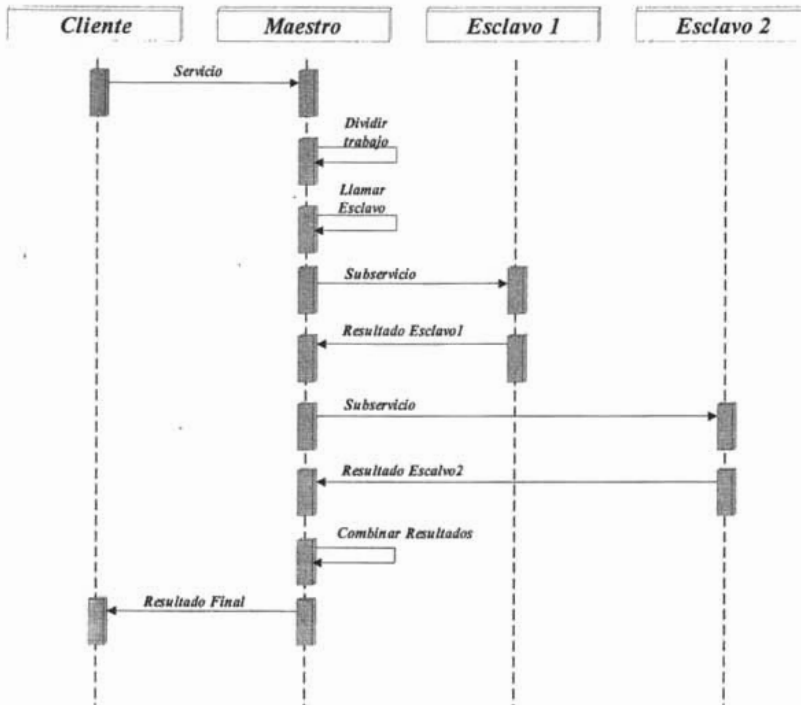 Cliente
Maestro
Esclavo 1
Esclavo 2
Servicio
Dividir
trabajo
Llamar
Esclavo
Subservicio
Resultado Esclavo1
Subservicio
Resultado Escalvo2
Combinar Resultados
Resultado Final